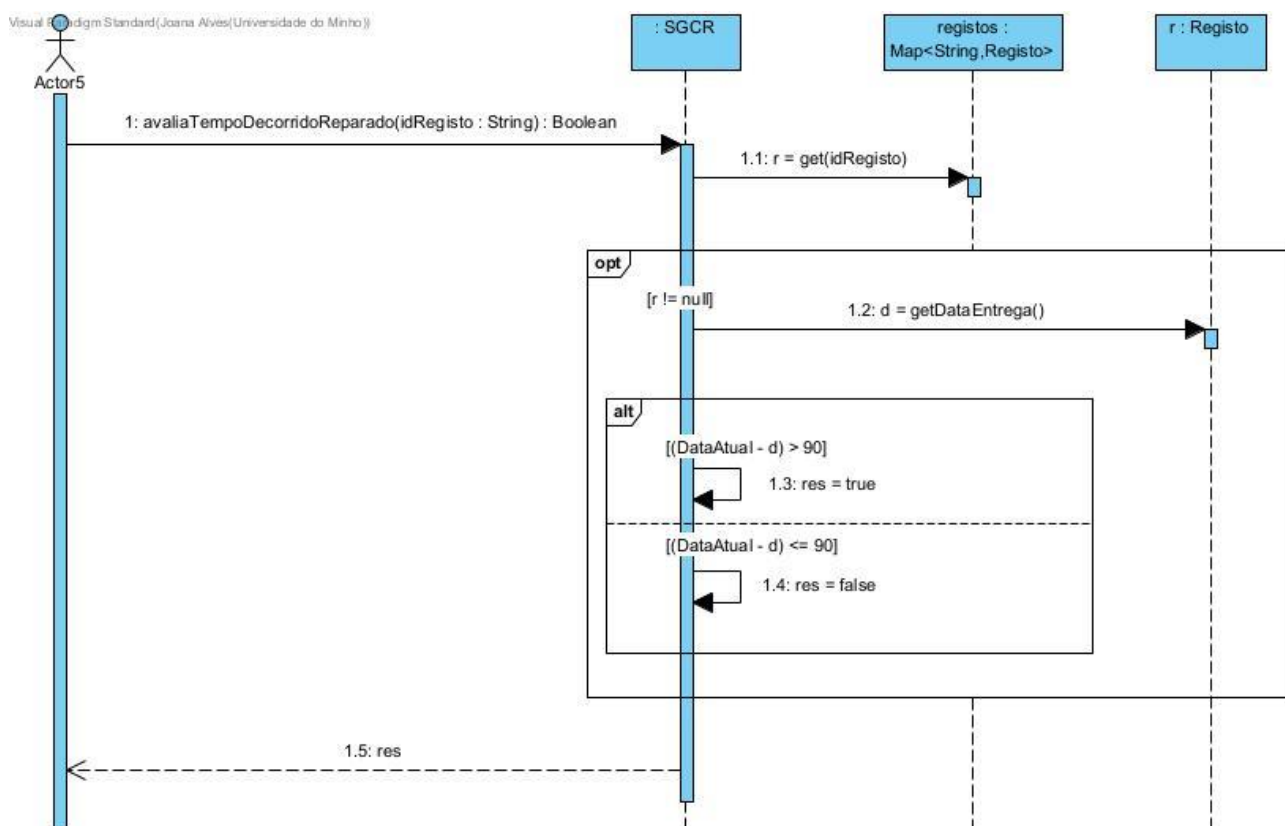 Visual Paradigm Standard(Joana Alves(Universidade do Minho))
Actor5
: SGCR
registos :
Map<String,Registo>
r : Registo
1: avaliaTempoDecorridoReparado(idRegisto : String) : Boolean
1.1: r = get(idRegisto)
opt
[r != null]
1.2: d = getDataEntrega()
alt
[(DataAtual - d) > 90]
1.3: res = true
[(DataAtual - d) <= 90]
1.4: res = false
1.5: res